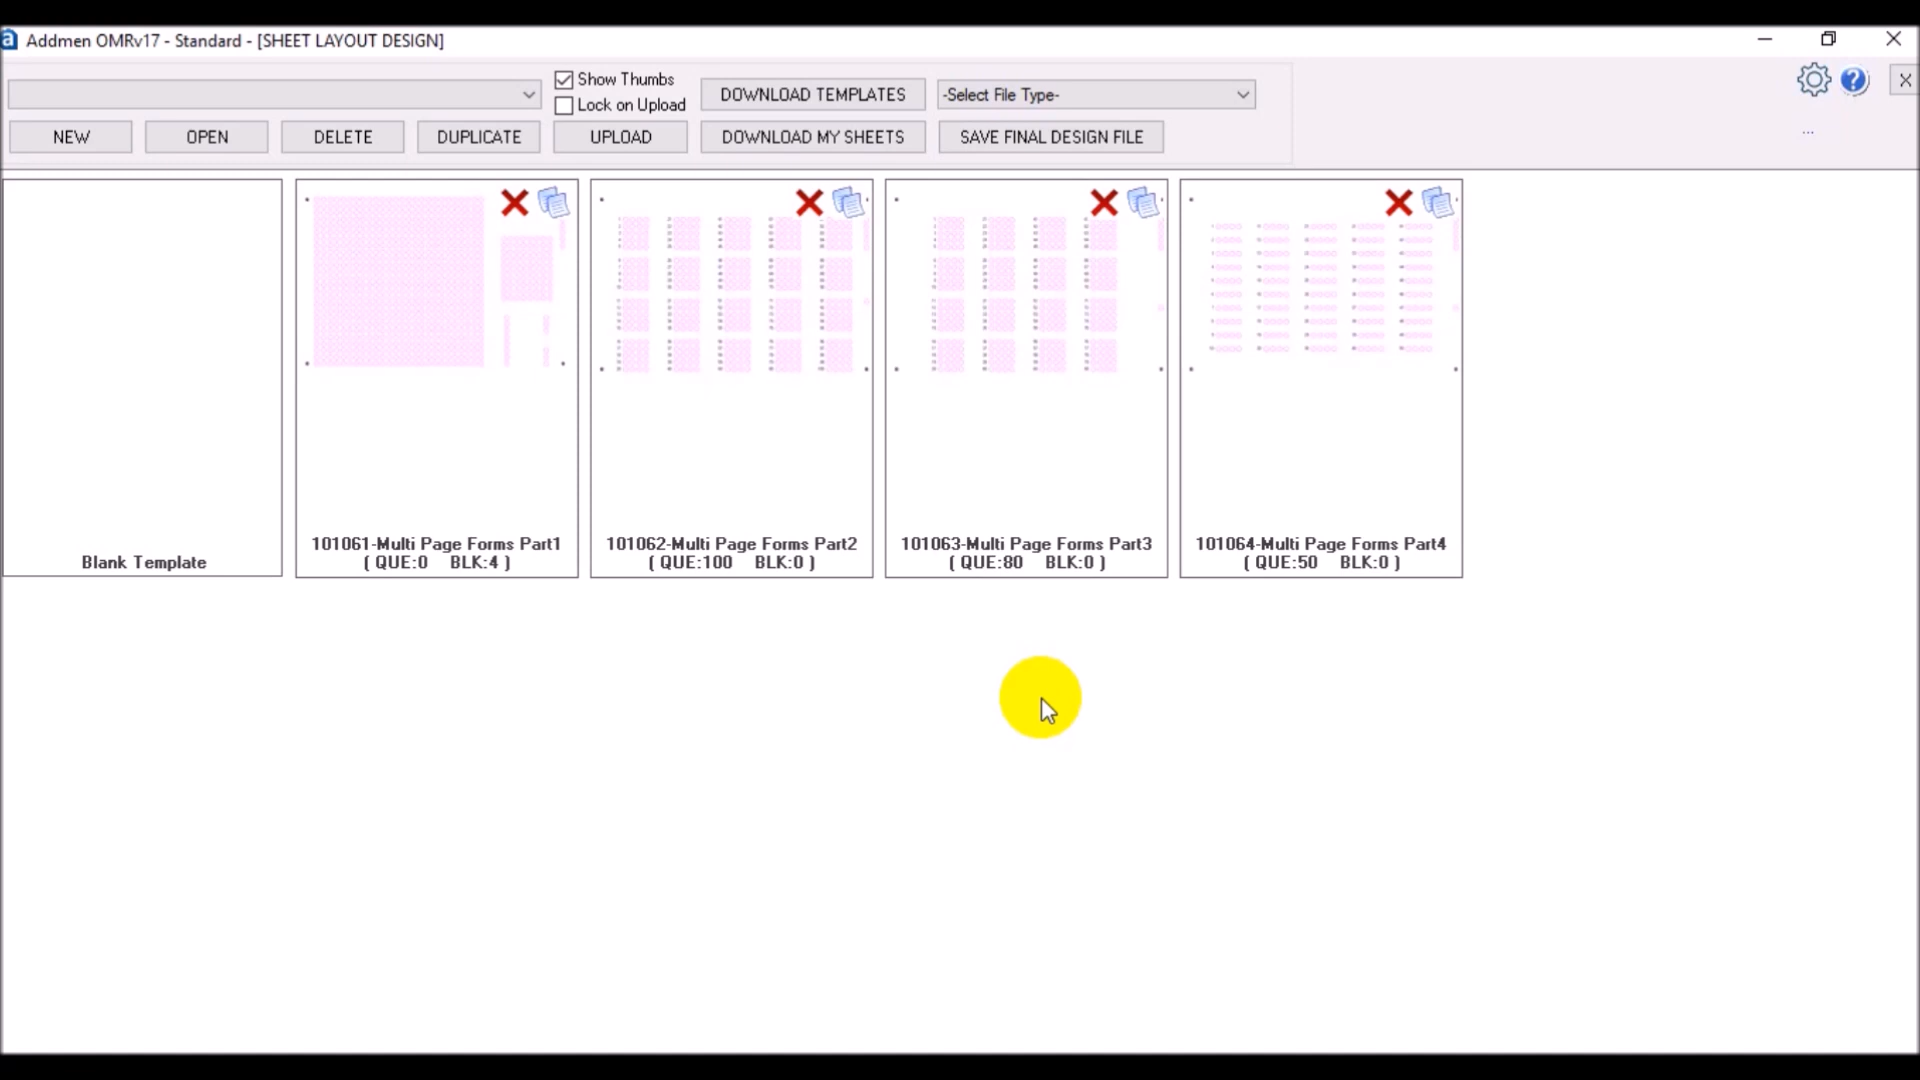 Addmen OMRv17 - Standard - [SHEET LAYOUT DESIGN]
Show Thumbs
Lock on Upload
DOWNLOAD TEMPLATES
-Select File Type-
NEW
OPEN
DELETE
DUPLICATE
UPLOAD
DOWNLOAD MY SHEETS
SAVE FINAL DESIGN FILE
...
Blank Template
101061-Multi Page Forms Part1
( QUE:0 BLK:4 )
101062-Multi Page Forms Part2
( QUE:100 BLK:0 )
101063-Multi Page Forms Part3
( QUE:80 BLK:0 )
101064-Multi Page Forms Part4
( QUE:50 BLK:0 )